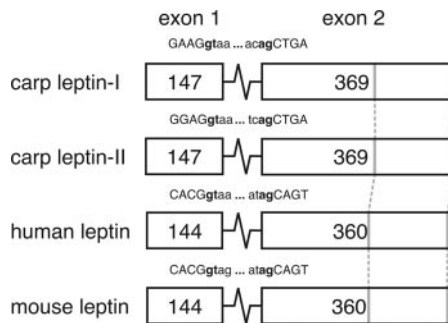 exon 1 exon 2
GAAGgtaa ... acagCTGA
carp leptin-I 147 369
GGAGgtaa ... tcagCTGA
carp leptin-II 147 369
CACGgtaa ... atagCAGT
human leptin 144 360
CACGgtag ... atagCAGT
mouse leptin 144 360